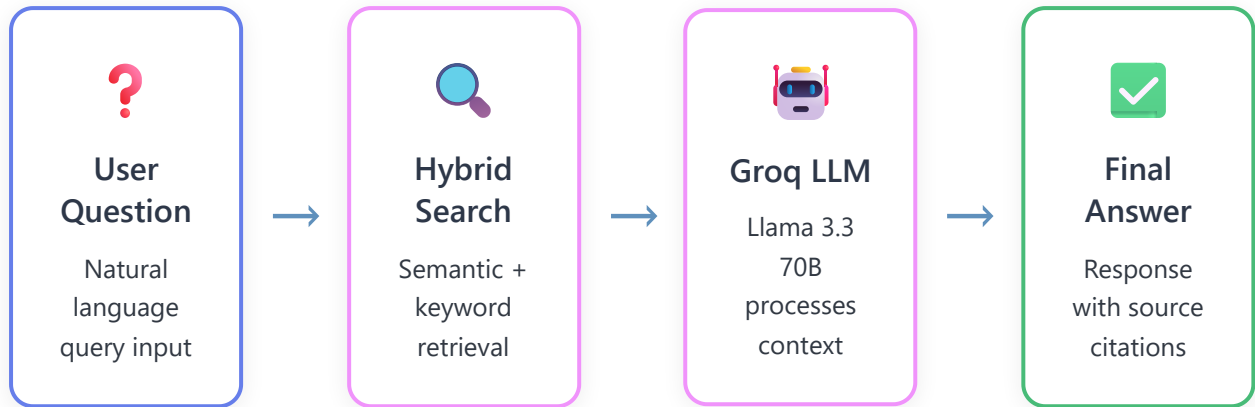 User
Question
Natural
language
query input
→
Hybrid
Search
Semantic +
keyword
retrieval
→
Groq LLM
Llama 3.3
70B
processes
context
→
Final
Answer
Response
with source
citations